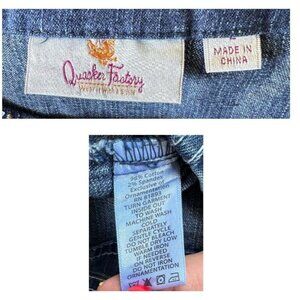 Quacker Factory
MADE IN
CHINA
98% Cotton
2% Spandex
Exclusive of
Ornamentation
TURN GARMENT
INSIDE OUT
TO WASH
MACHINE WASH
COLD
SEPARATELY
GENTLE CYCLE
DO NOT BLEACH
TUMBLE DRY LOW
WARM IRON
IF NEEDED
ON REVERSE
DO NOT IRON
ORNAMENTATION